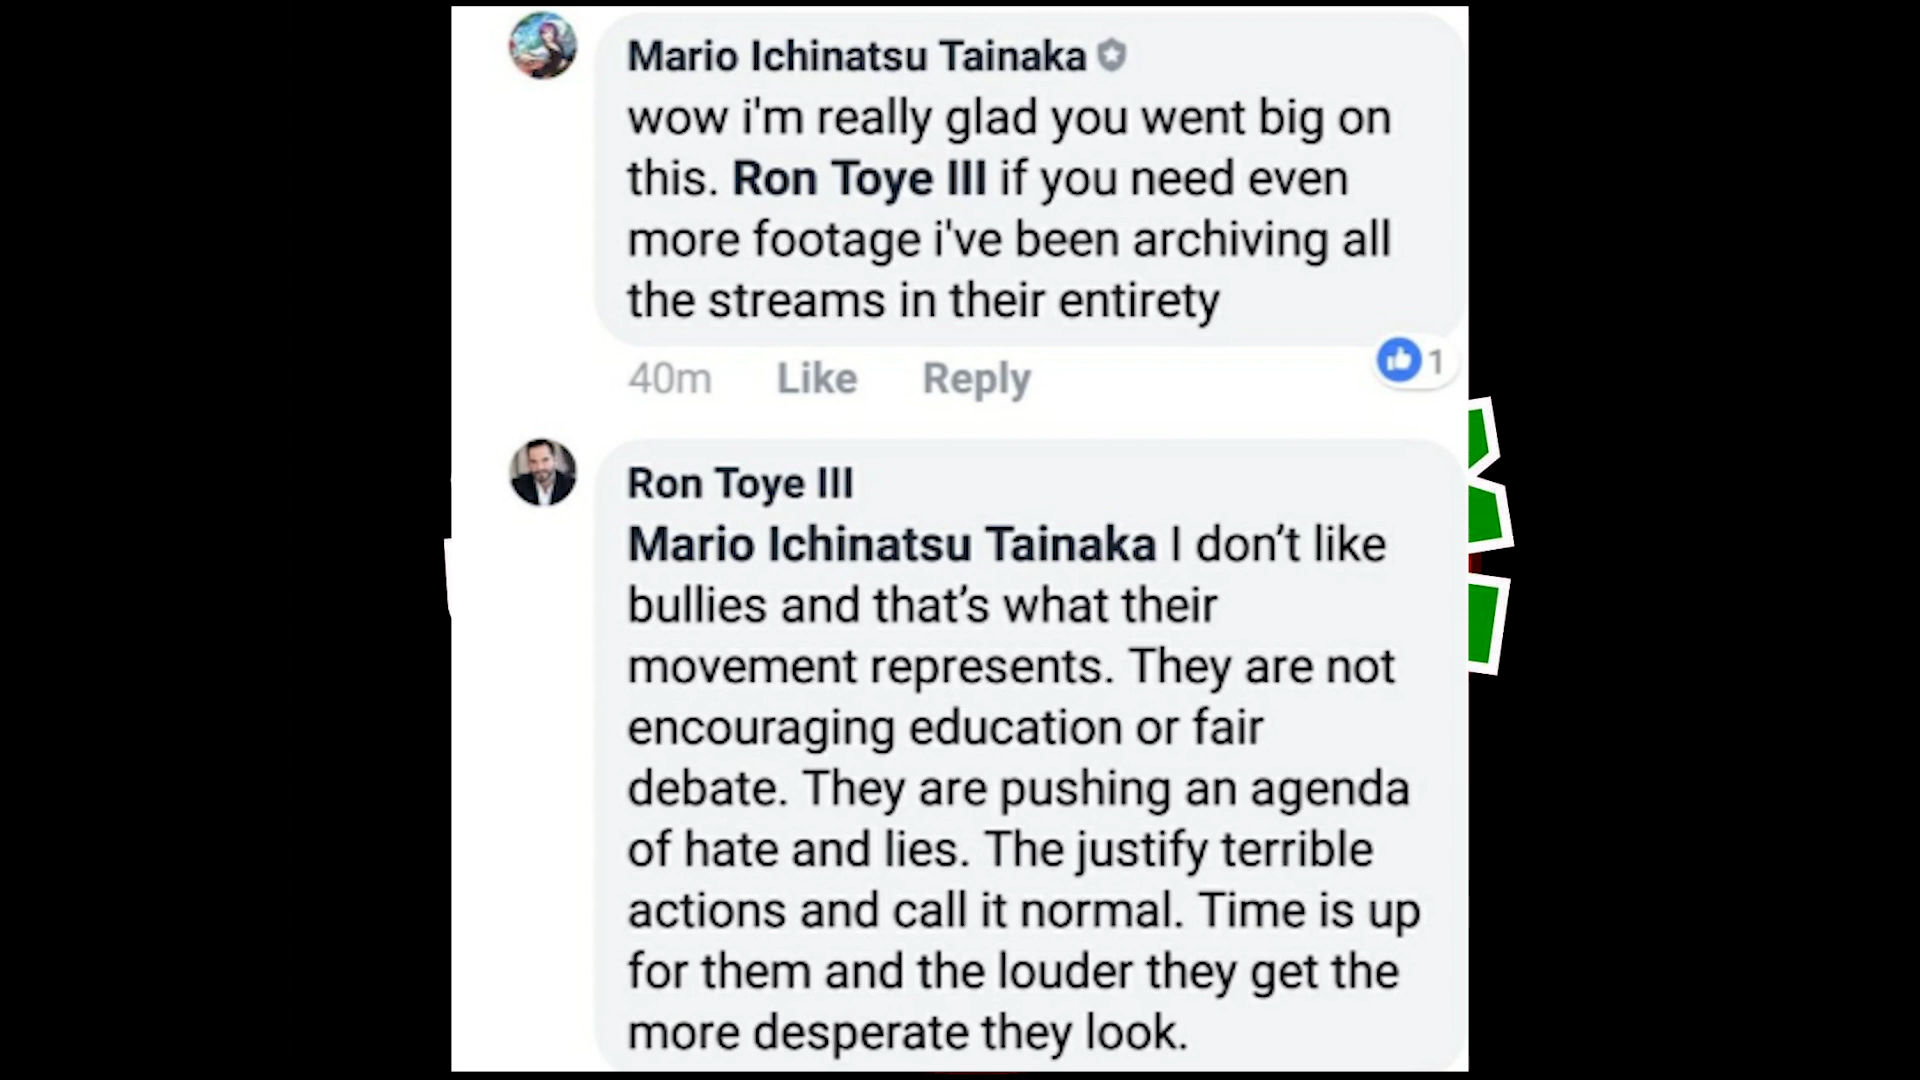 Mario Ichinatsu Tainaka
wow i'm really glad you went big on
this. Ron Toye III if you need even
more footage i've been archiving all
the streams in their entirety
40m Like Reply
1
Ron Toye III
Mario Ichinatsu Tainaka I don’t like
bullies and that’s what their
movement represents. They are not
encouraging education or fair
debate. They are pushing an agenda
of hate and lies. The justify terrible
actions and call it normal. Time is up
for them and the louder they get the
more desperate they look.